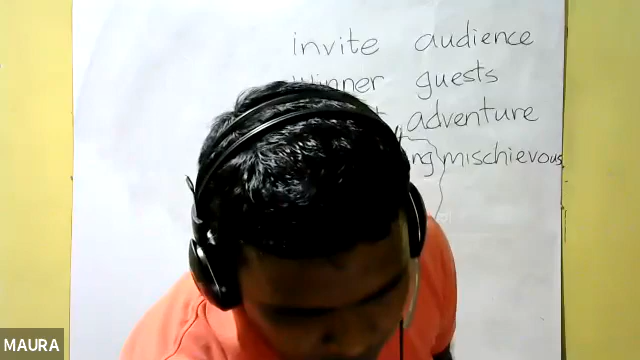 invite audience
winner guests
adventure
mischievous
MAURA